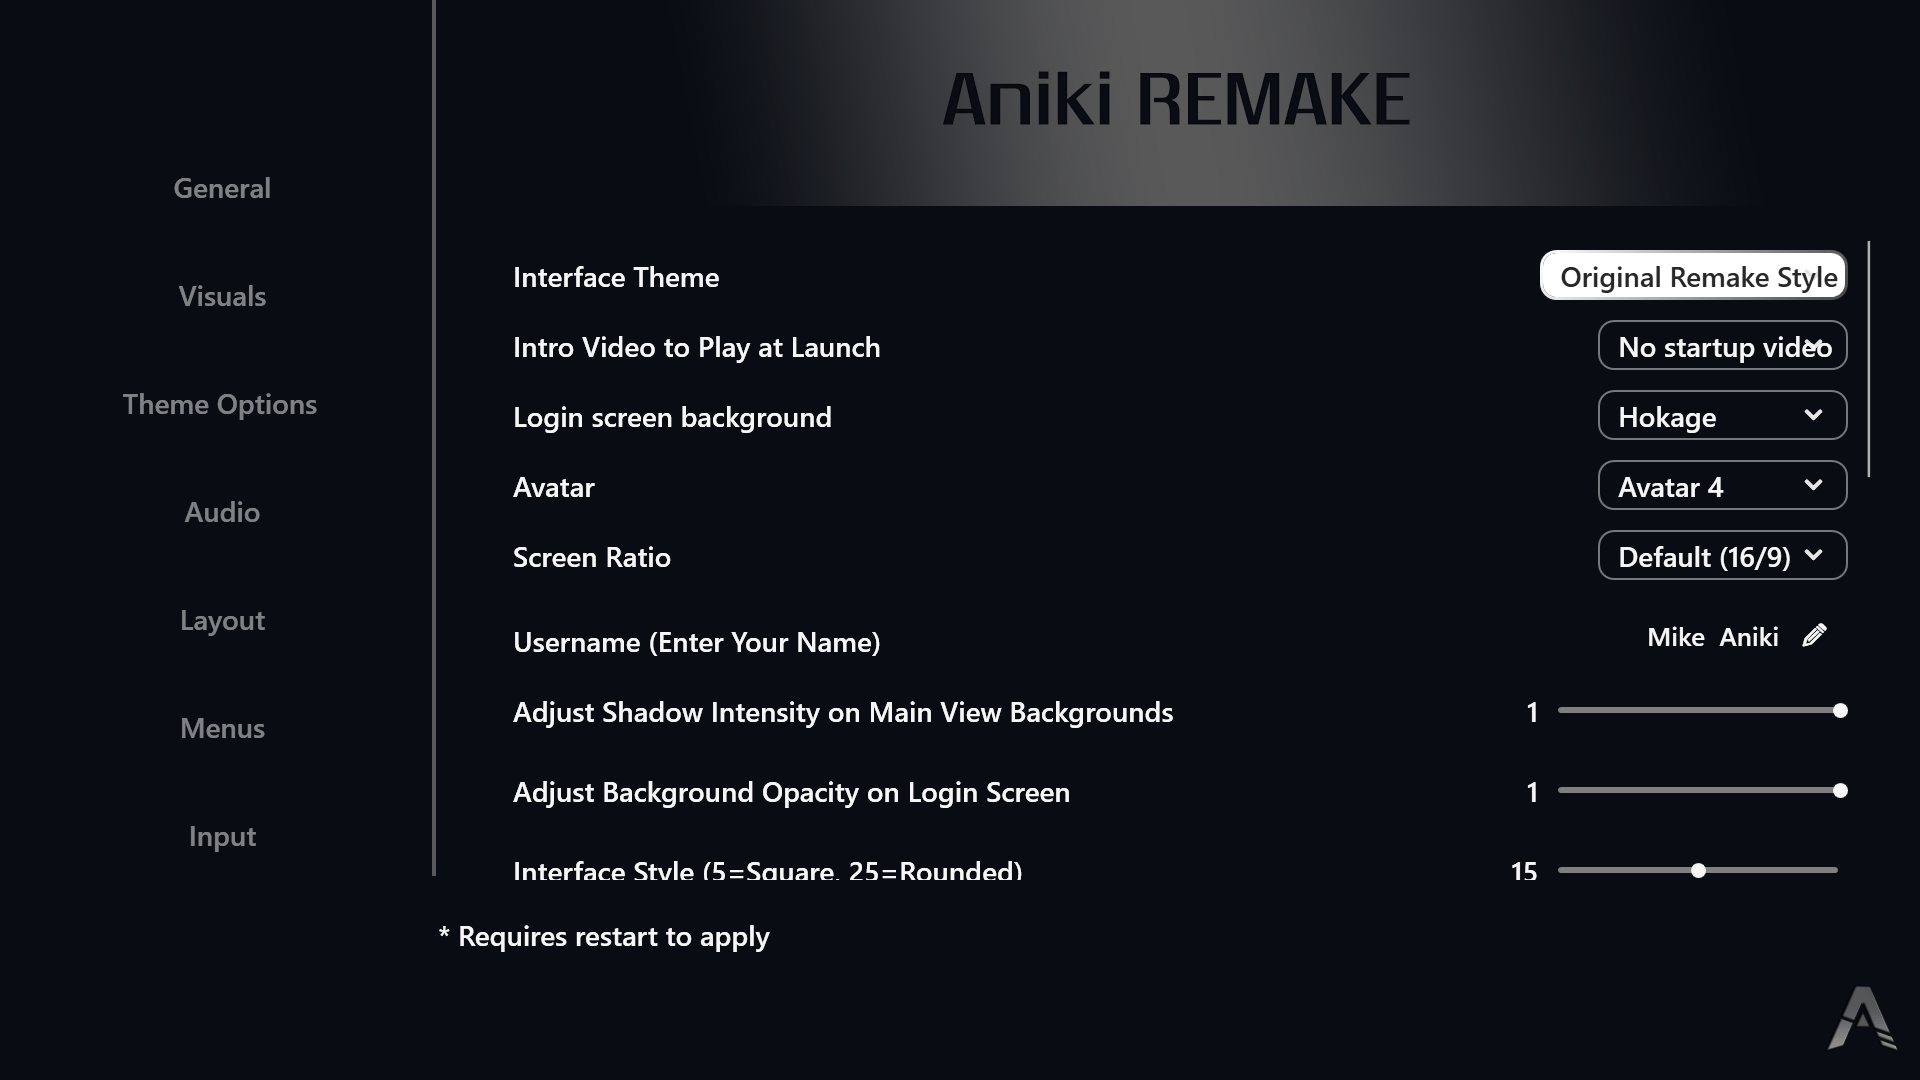 Aniki REMAKE
General
Visuals
Theme Options
Audio
Layout
Menus
Input
Interface Theme
Original Remake Style
Intro Video to Play at Launch
No startup video
Login screen background
Hokage
Avatar
Avatar 4
Screen Ratio
Default (16/9)
Username (Enter Your Name)
Mike Aniki
Adjust Shadow Intensity on Main View Backgrounds
1
Adjust Background Opacity on Login Screen
1
Interface Style (5=Square, 25=Rounded)
15
* Requires restart to apply